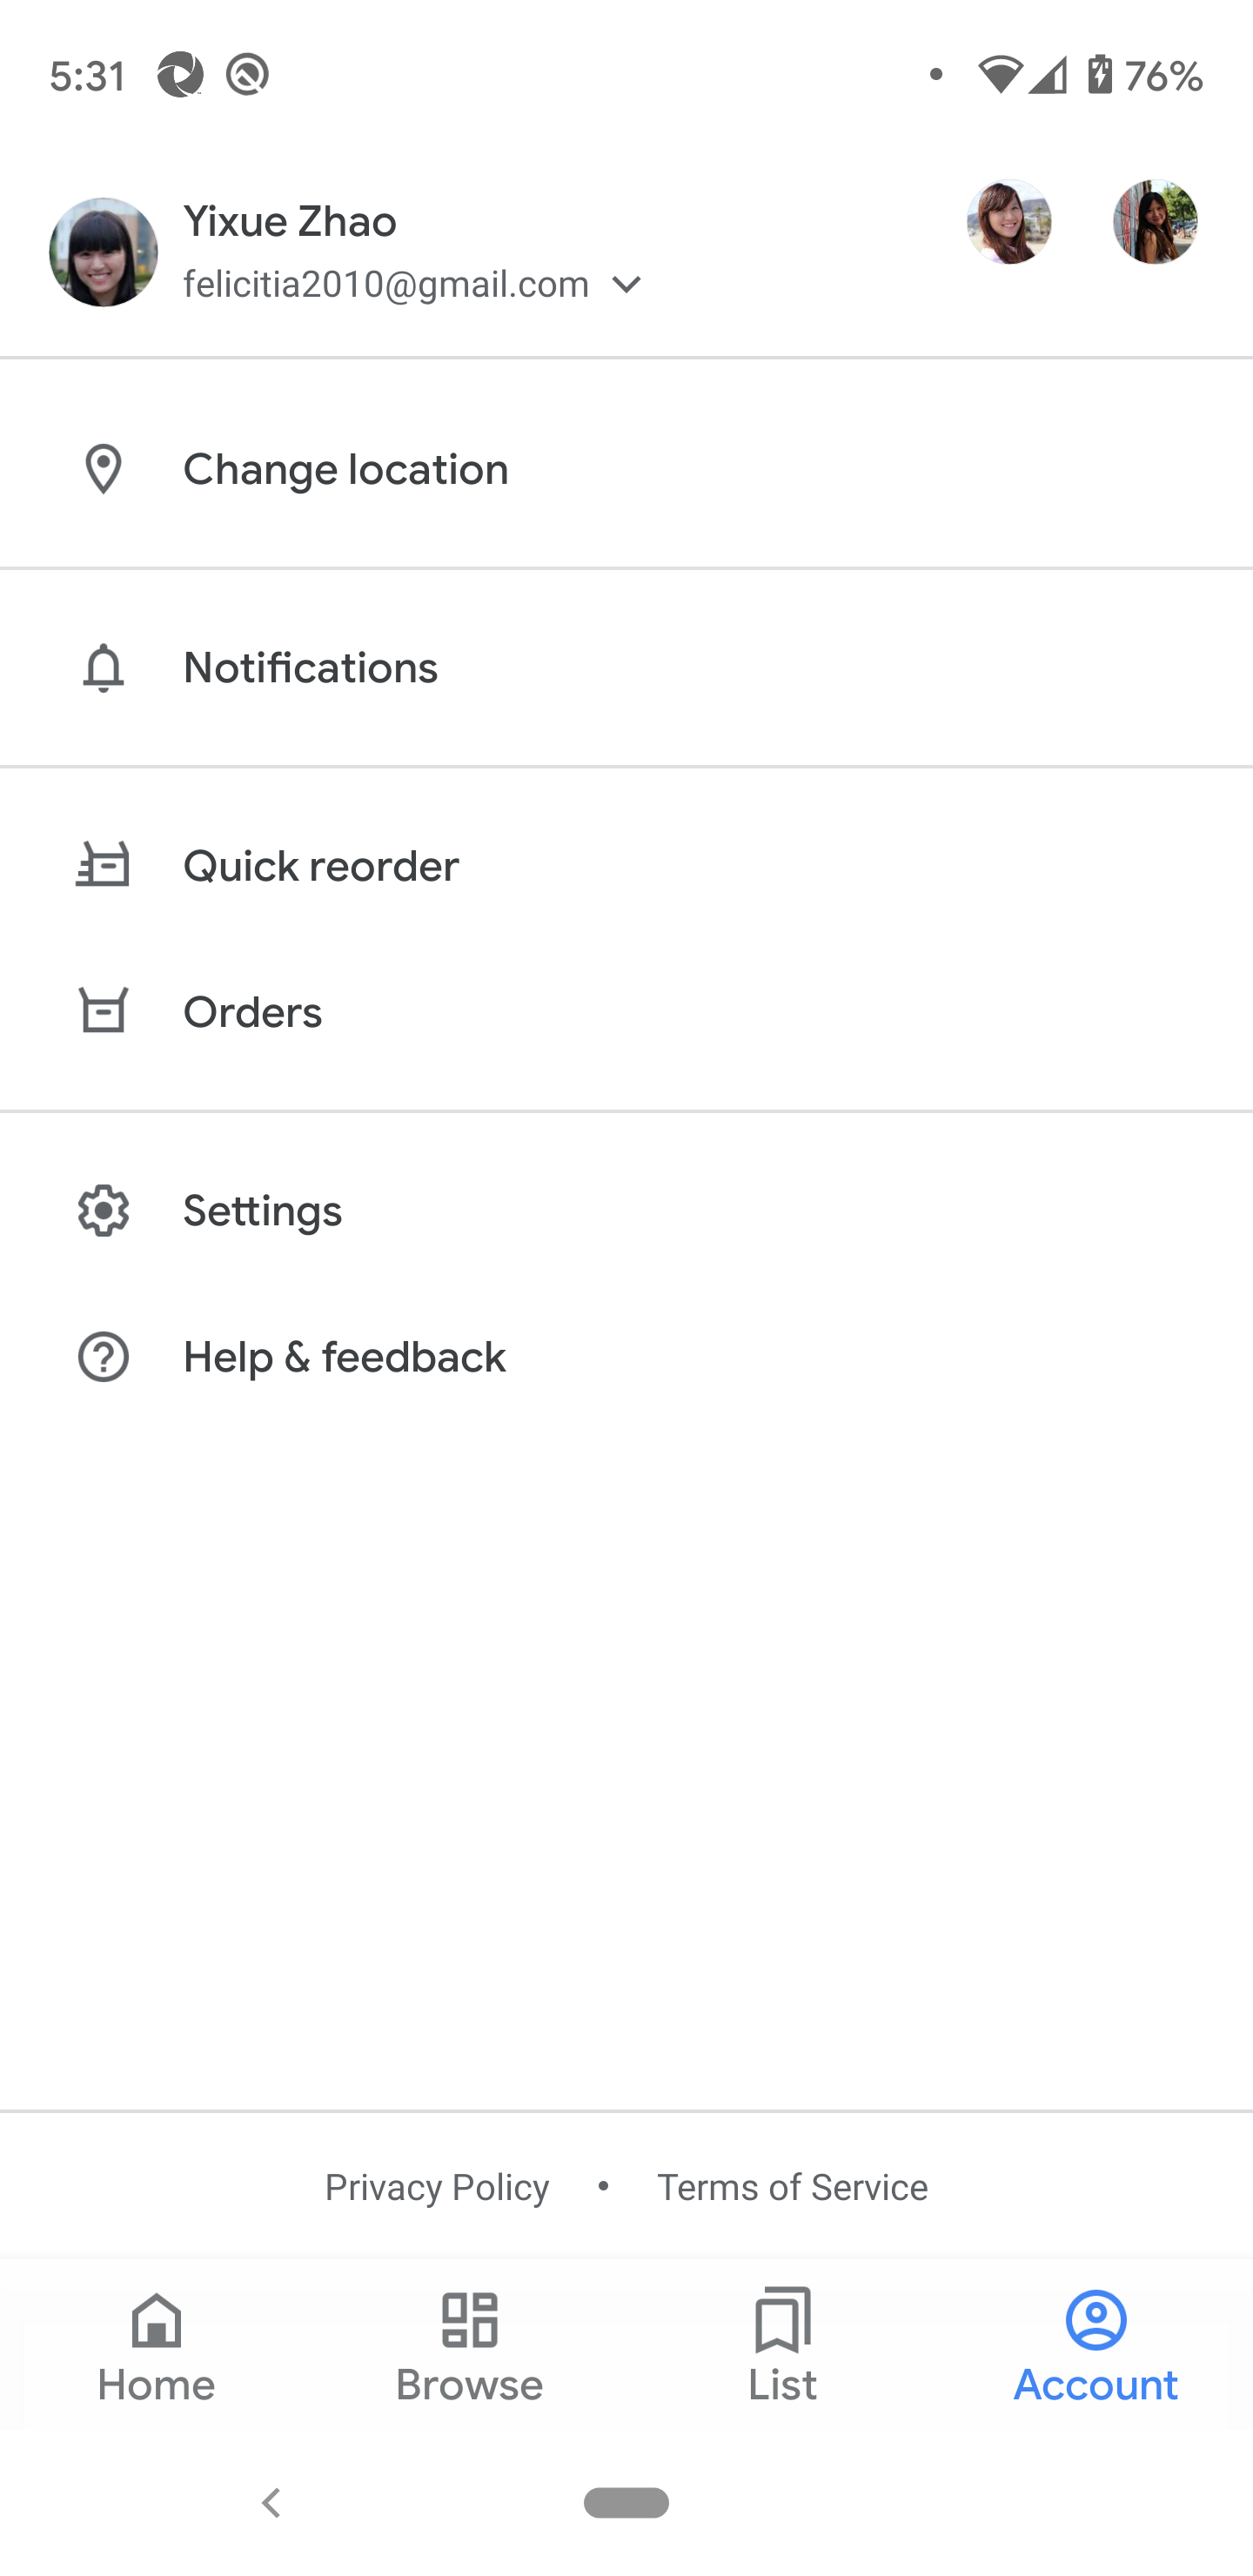 5:31
76%
Yixue Zhao
felicitia2010@gmail.com
Change location
Notifications
Quick reorder
Orders
Settings
Help & feedback
Privacy Policy • Terms of Service
Home
Browse
List
Account